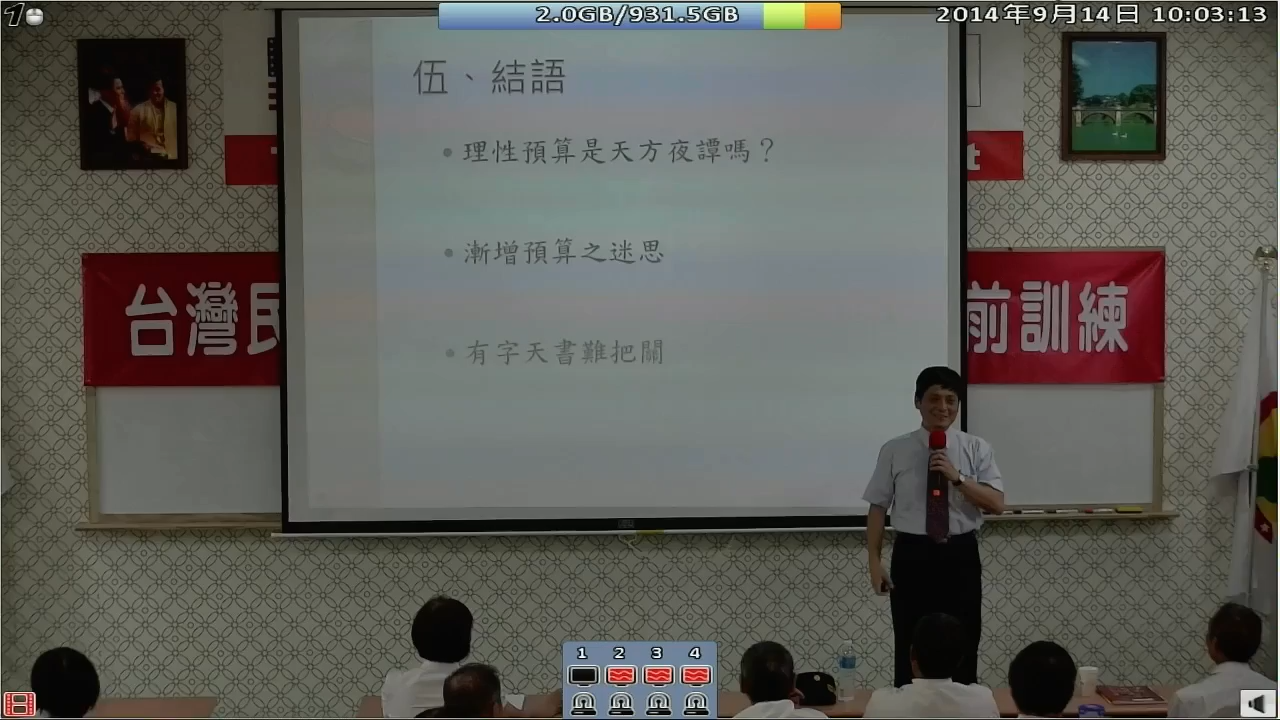 1
2.0GB/931.5GB
2014年9月14日 10:03:13
伍、結語
理性預算是天方夜譚嗎？
漸增預算之迷思
有字天書難把關
台灣民
前訓練
t
1 2 3 4